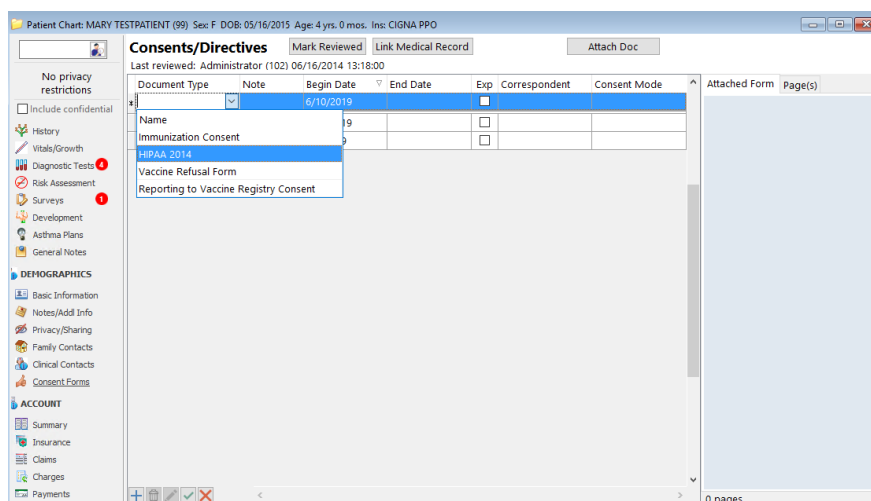 Patient Chart: MARY TESTPATIENT (99) Sex: F DOB: 05/16/2015 Age: 4 yrs. 0 mos. Ins: CIGNA PPO
Consents/Directives Mark Reviewed Link Medical Record Attach Doc
Last reviewed: Administrator (102) 06/16/2014 13:18:00
No privacy
restrictions
Include confidential
History
Vitals/Growth
Diagnostic Tests 4
Risk Assessment
Surveys 1
Development
Asthma Plans
General Notes
DEMOGRAPHICS
Basic Information
Notes/Addl Info
Privacy/Sharing
Family Contacts
Clinical Contacts
Consent Forms
ACCOUNT
Summary
Insurance
Claims
Charges
Payments
Document Type Note Begin Date End Date Exp Correspondent Consent Mode
6/10/2019
Name
Immunization Consent
HIPAA 2014
Vaccine Refusal Form
Reporting to Vaccine Registry Consent
19
9
Attached Form Page(s)
0 pages